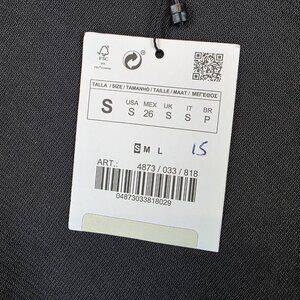 FSC
TALLA / SIZE / TAMANHO / TAILLE / MAAT / ΜΕΓΕΘΟΣ
S
USA MEX UK IT BR
S 26 S S P
S M L
15
ART.: 4873 / 033 / 818
04873033818029